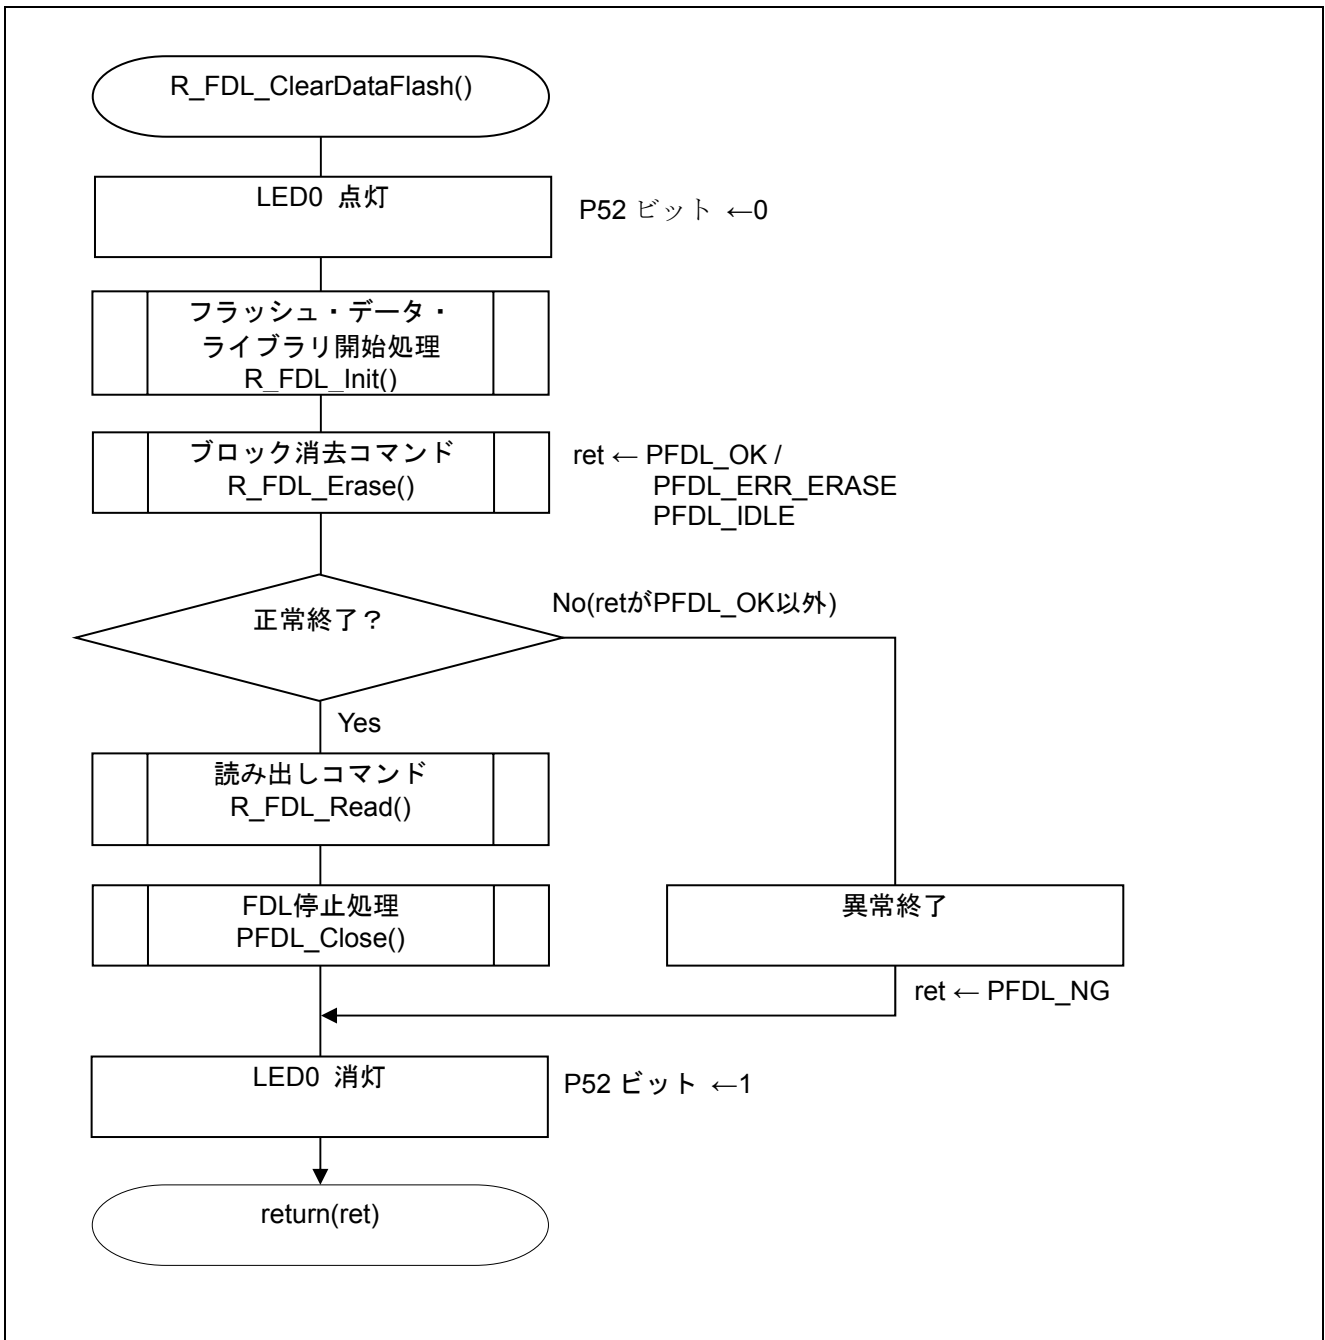 R_FDL_ClearDataFlash()
LED0 点灯
P52 ビット ←0
フラッシュ・データ・
ライブラリ開始処理
R_FDL_Init()
ブロック消去コマンド
R_FDL_Erase()
ret ← PFDL_OK /
PFDL_ERR_ERASE
PFDL_IDLE
正常終了？
No(retがPFDL_OK以外)
Yes
読み出しコマンド
R_FDL_Read()
FDL停止処理
PFDL_Close()
異常終了
ret ← PFDL_NG
LED0 消灯
P52 ビット ←1
return(ret)